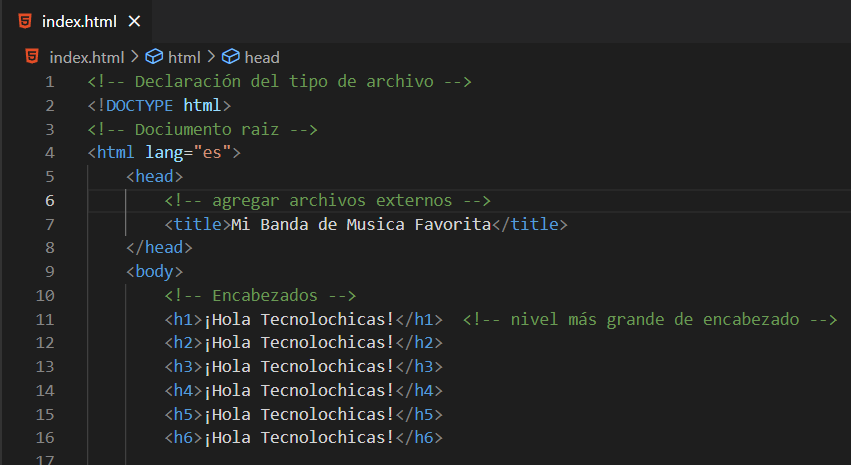 index.html
index.html > html > head
1 <!-- Declaración del tipo de archivo -->
2 <!DOCTYPE html>
3 <!-- Dociumento raiz -->
4 <html lang="es">
5 <head>
6 <!-- agregar archivos externos -->
7 <title>Mi Banda de Musica Favorita</title>
8 </head>
9 <body>
10 <!-- Encabezados -->
11 <h1>¡Hola Tecnolochicas!</h1> <!-- nivel más grande de encabezado -->
12 <h2>¡Hola Tecnolochicas!</h2>
13 <h3>¡Hola Tecnolochicas!</h3>
14 <h4>¡Hola Tecnolochicas!</h4>
15 <h5>¡Hola Tecnolochicas!</h5>
16 <h6>¡Hola Tecnolochicas!</h6>
17